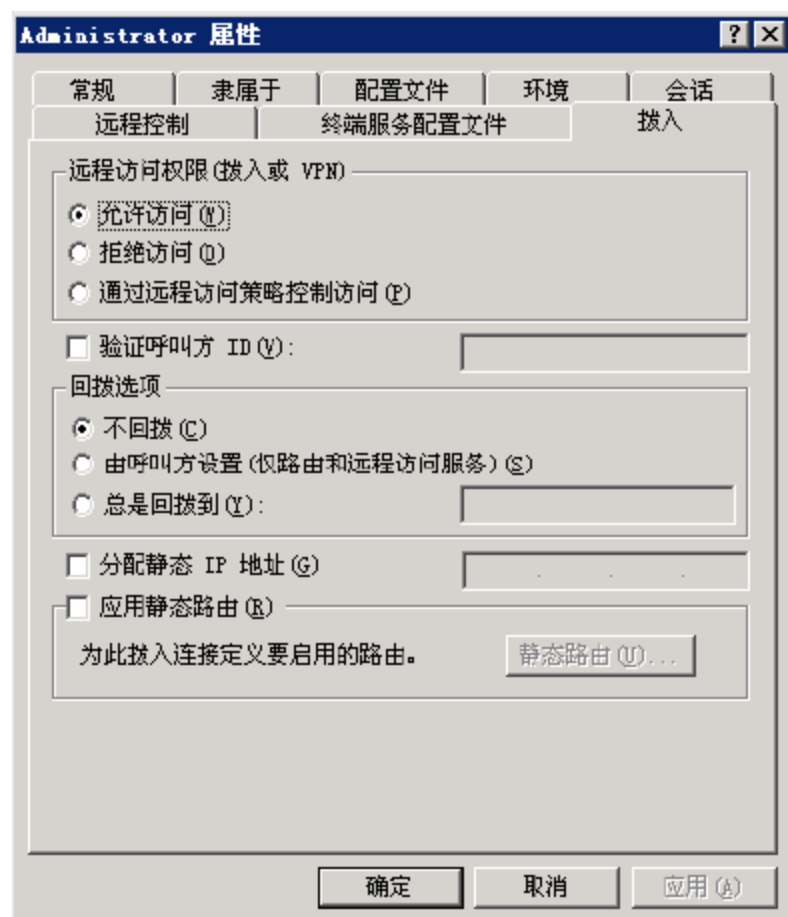 Administrator 属性
常规 隶属于 配置文件 环境 会话
远程控制 终端服务配置文件 拨入
远程访问权限(拨入或 VPN)
允许访问(W)
拒绝访问(D)
通过远程访问策略控制访问(P)
验证呼叫方 ID(V):
回拨选项
不回拨(C)
由呼叫方设置(仅路由和远程访问服务)(S)
总是回拨到(Y):
分配静态 IP 地址(G)
应用静态路由(R)
为此拨入连接定义要启用的路由。 静态路由(U)...
确定 取消 应用(A)